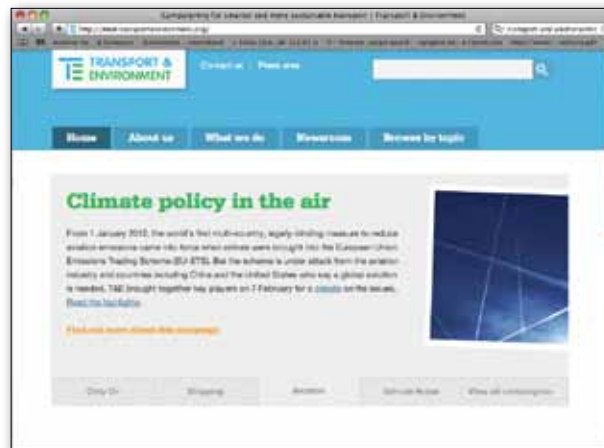 Campaigning for smarter and more sustainable transport | Transport & Environment
TRANSPORT &
ENVIRONMENT
Contact us | Press area
Home About us What we do Newsroom Browse by topic
Climate policy in the air
From 1 January 2012, the world's first multi-country, legally-binding measure to reduce
aviation emissions came into force when airlines were brought into the European Union
Emissions Trading Scheme (EU ETS). But the scheme is under attack from the aviation
industry and countries including China and the United States who say a global solution
is needed. T&E brought together key players on 7 February for a debate on the issues.
Read the highlights.
Find out more about this campaign
Shipping Aviation View all campaigns